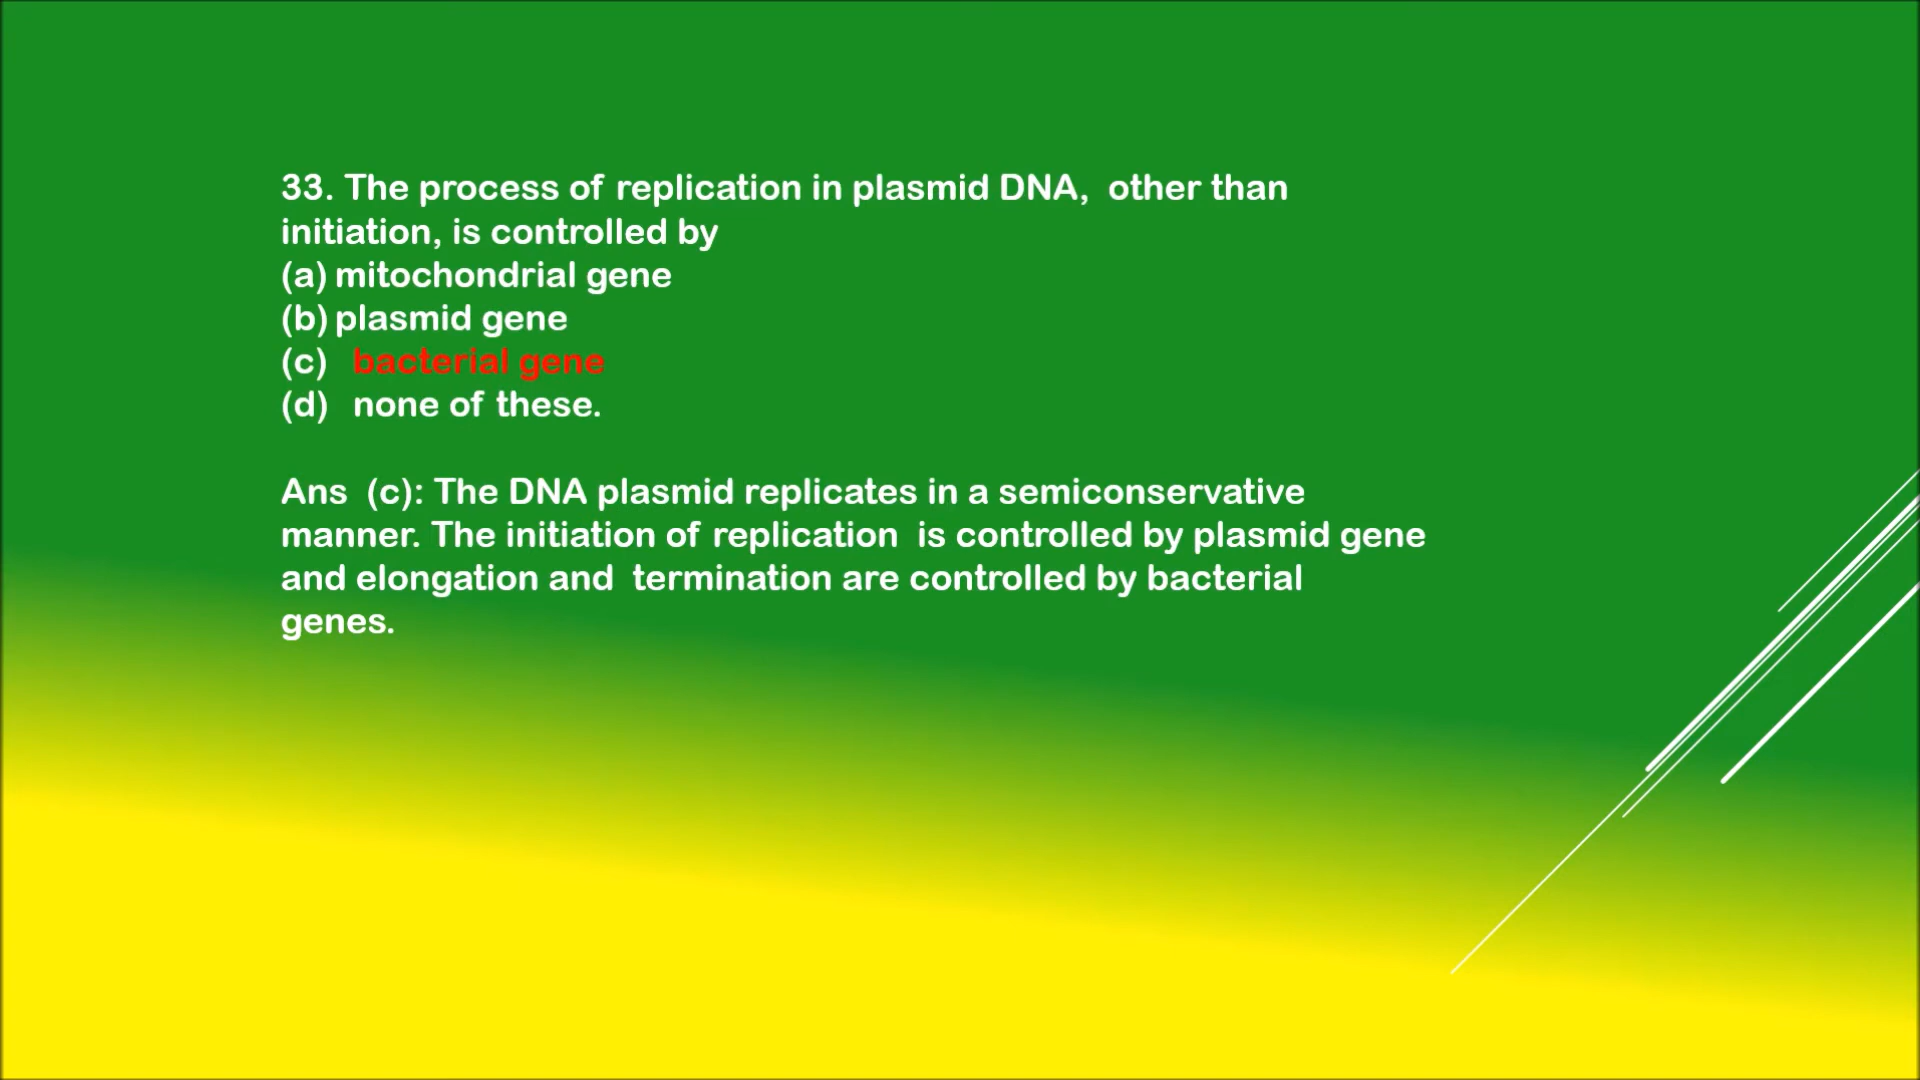 33. The process of replication in plasmid DNA, other than
initiation, is controlled by
(a) mitochondrial gene
(b) plasmid gene
(c) bacterial gene
(d) none of these.
Ans (c): The DNA plasmid replicates in a semiconservative
manner. The initiation of replication is controlled by plasmid gene
and elongation and termination are controlled by bacterial
genes.